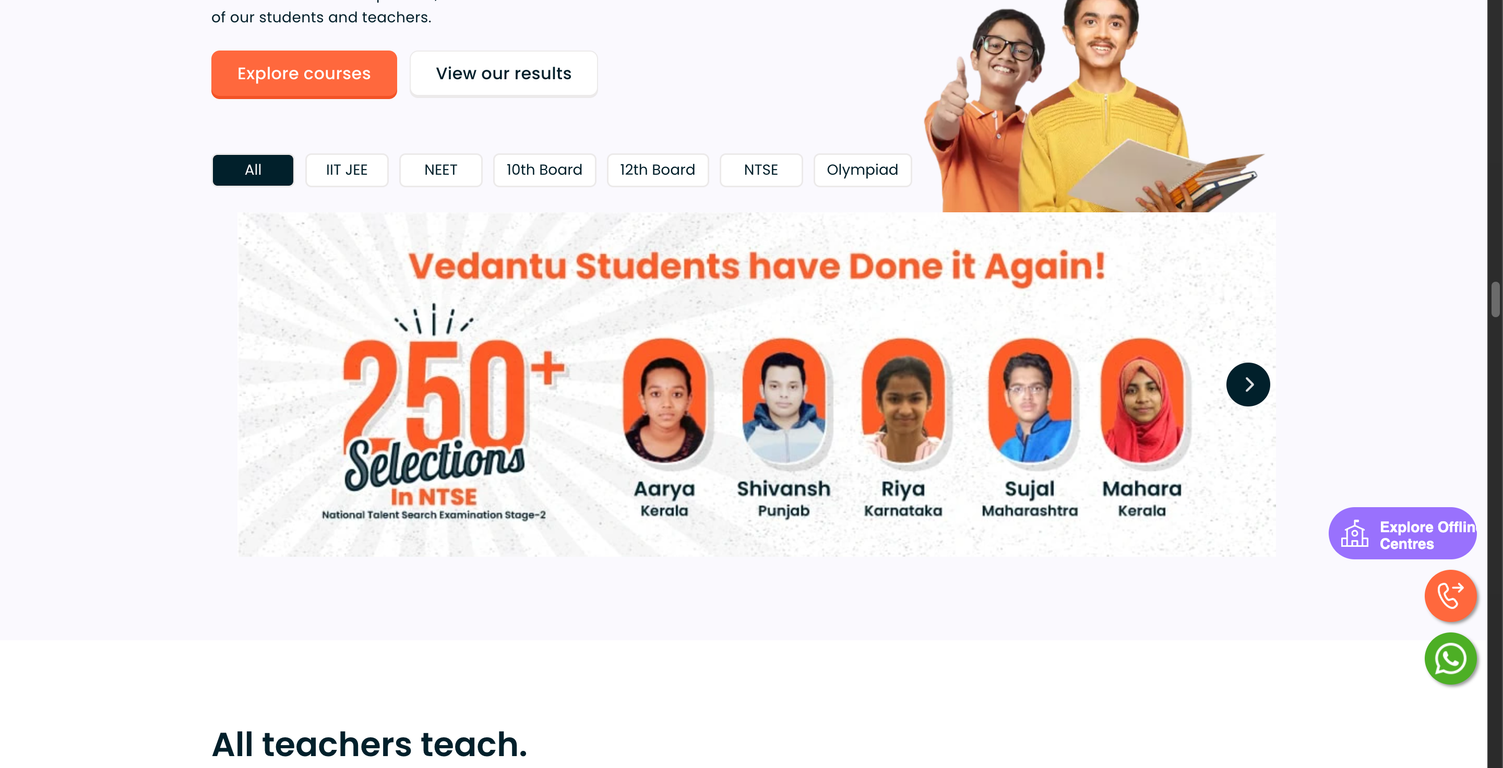 of our students and teachers.
Explore courses
View our results
All
IIT JEE
NEET
10th Board
12th Board
NTSE
Olympiad
Vedantu Students have Done it Again!
250+
Selections
In NTSE
National Talent Search Examination Stage-2
Aarya
Kerala
Shivansh
Punjab
Riya
Karnataka
Sujal
Maharashtra
Mahara
Kerala
Explore Offlin
Centres
All teachers teach.